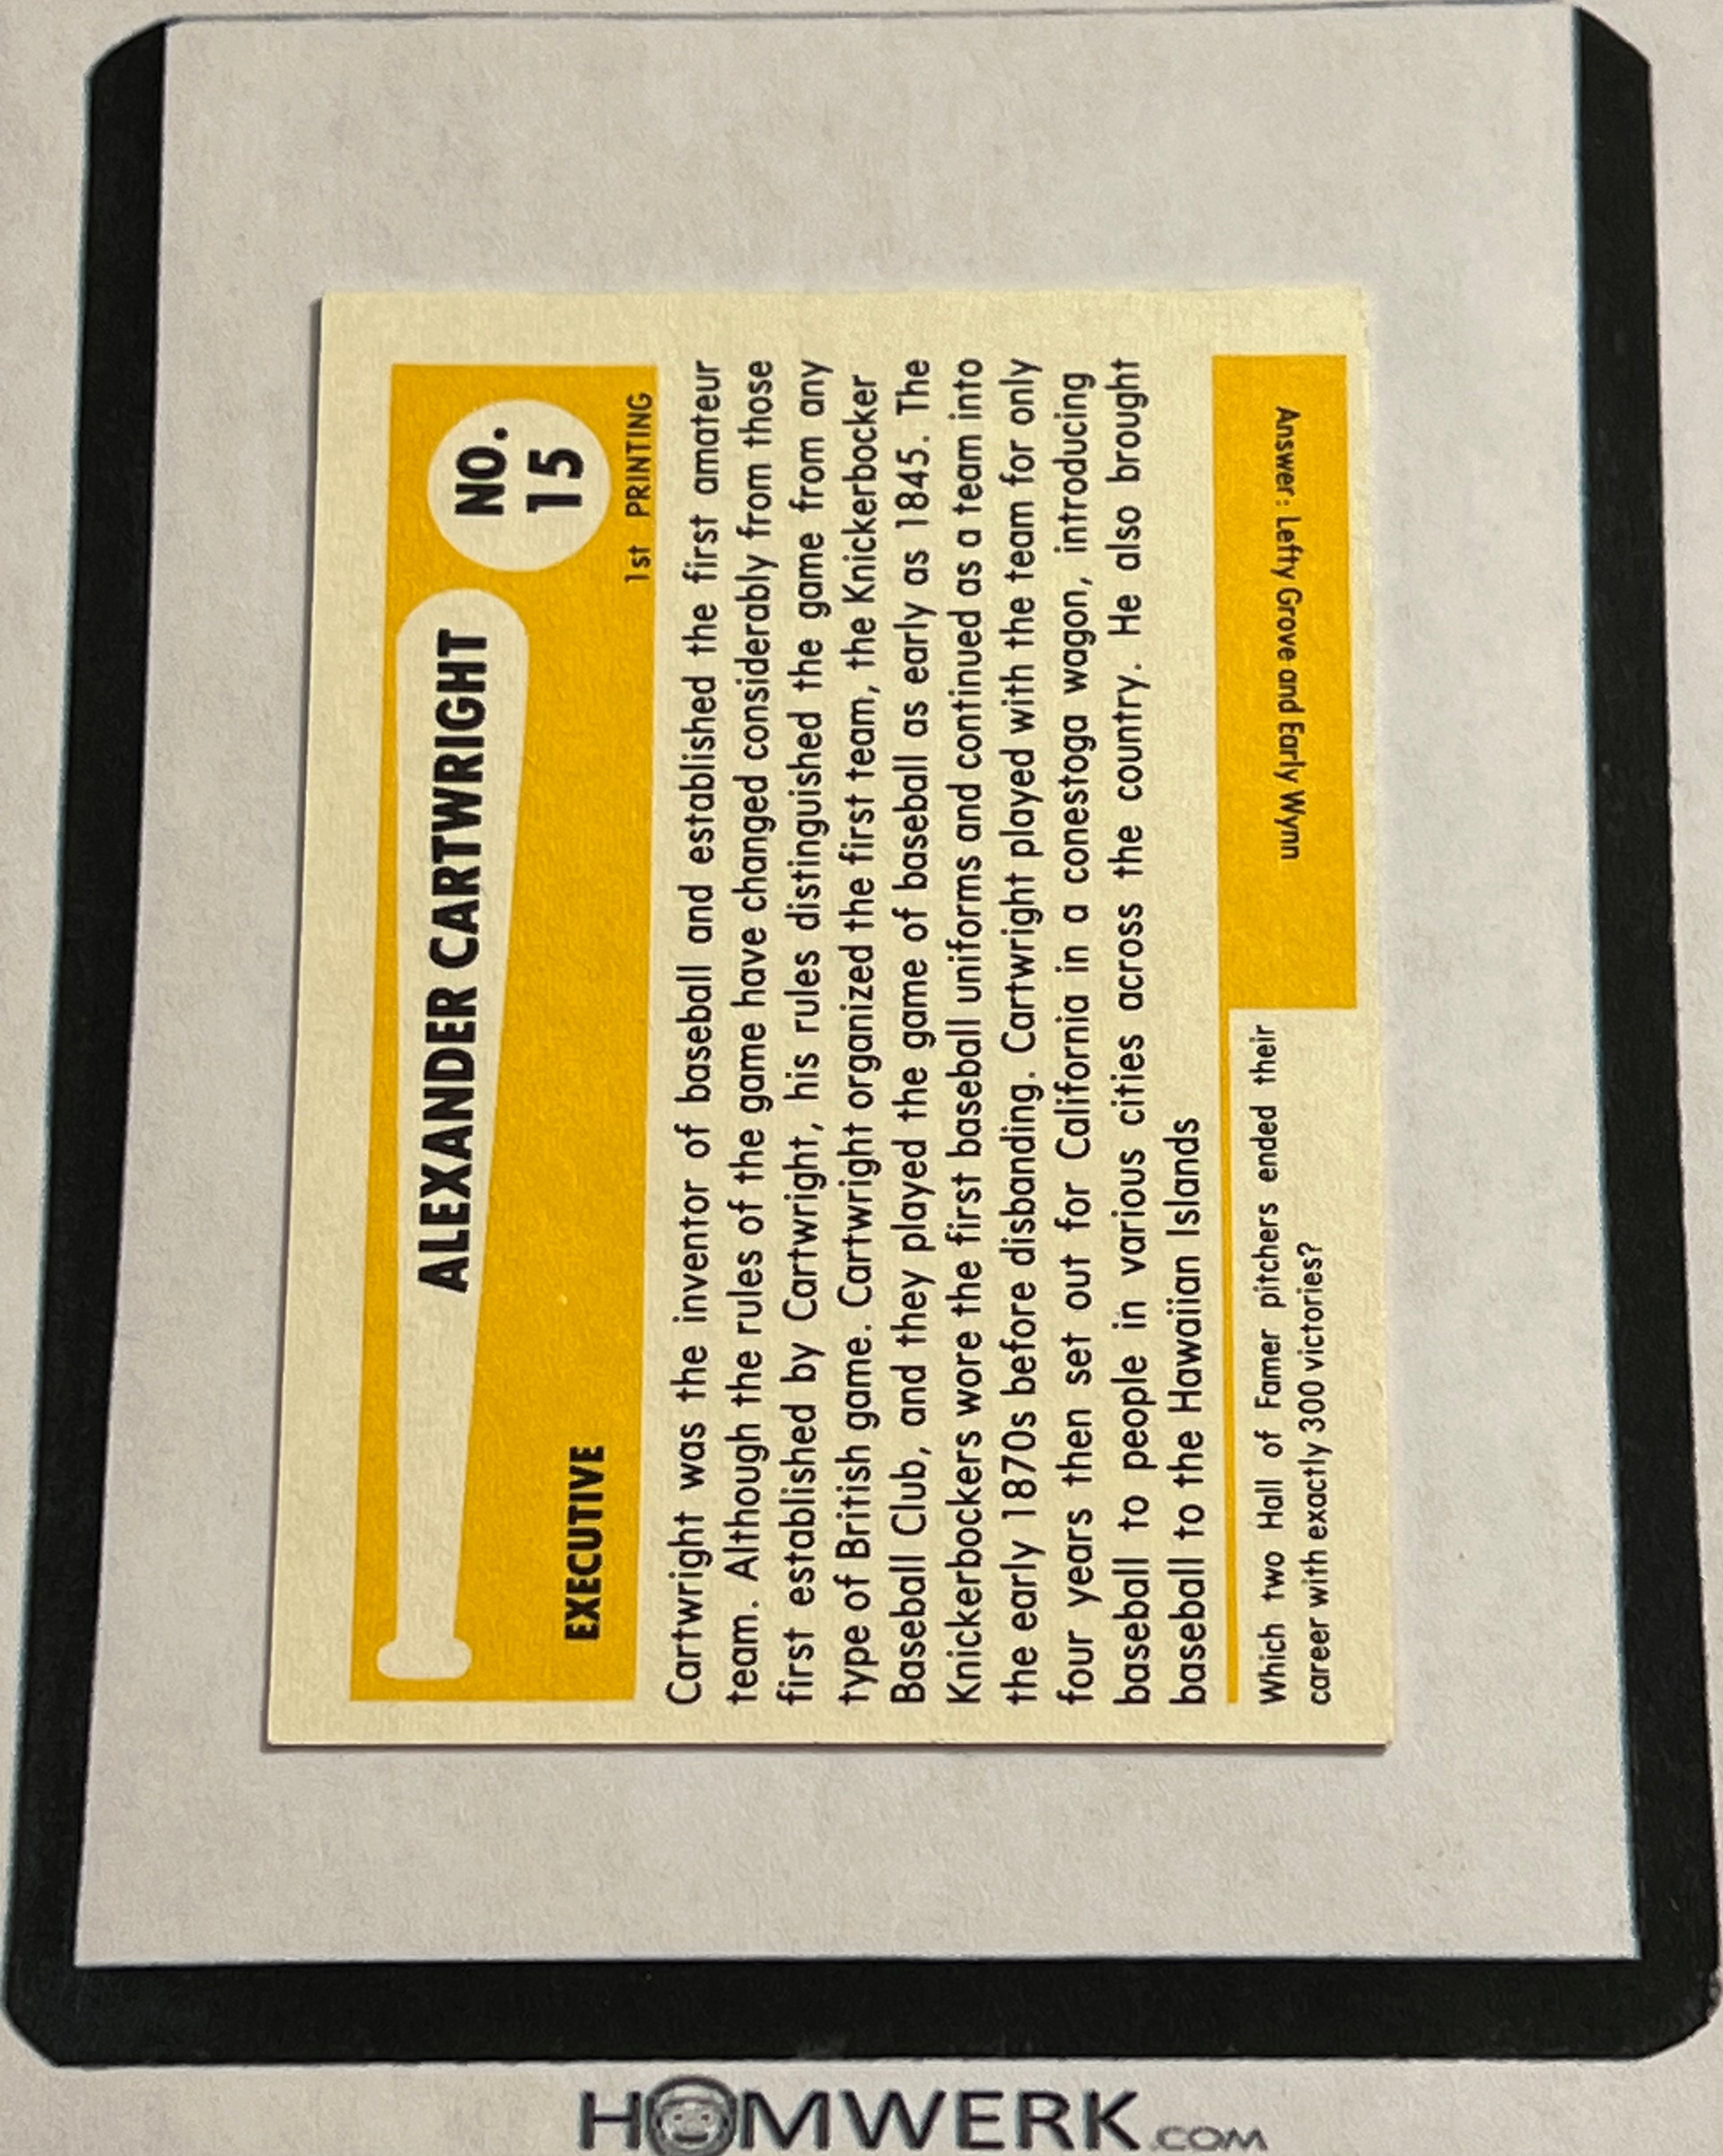 ALEXANDER CARTWRIGHT
NO.
15
EXECUTIVE
1st PRINTING
Cartwright was the inventor of baseball and established the first amateur
team. Although the rules of the game have changed considerably from those
first established by Cartwright, his rules distinguished the game from any
type of British game. Cartwright organized the first team, the Knickerbocker
Baseball Club, and they played the game of baseball as early as 1845. The
Knickerbockers wore the first baseball uniforms and continued as a team into
the early 1870s before disbanding. Cartwright played with the team for only
four years then set out for California in a conestoga wagon, introducing
baseball to people in various cities across the country. He also brought
baseball to the Hawaiian Islands
Which two Hall of Famer pitchers ended their
career with exactly 300 victories?
Answer: Lefty Grove and Early Wynn
HOMWERK.COM